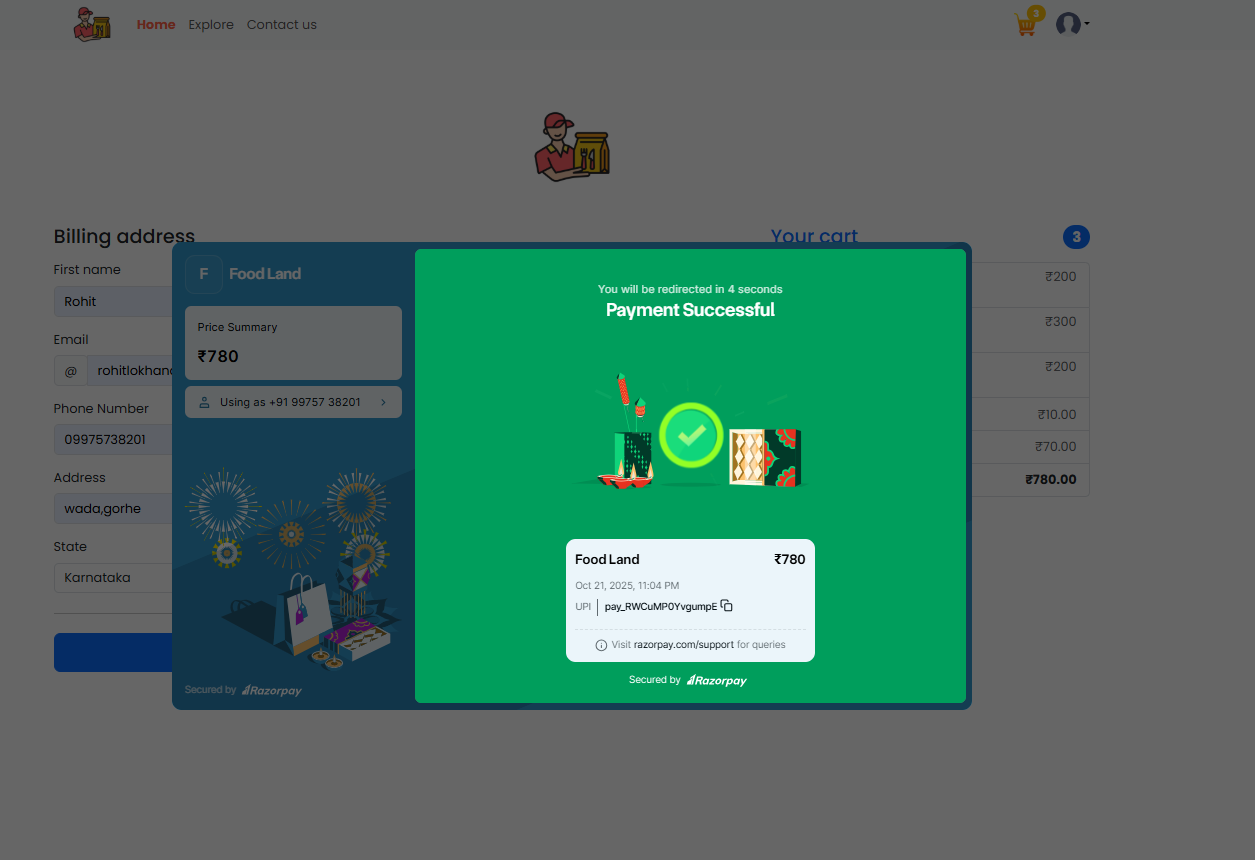 3
Home Explore Contact us
Billing address
Your cart
3
First name
Rohit
Email
@
Phone Number
09975738201
Address
wada,gorhe
State
Karnataka
F Food Land
Price Summary
₹780
Using as +91 99757 38201
Secured by Razorpay
You will be redirected in 4 seconds
Payment Successful
Food Land ₹780
Oct 21, 2025, 11:04 PM
UPI pay_RWCuMP0YvgumpE
Visit razorpay.com/support for queries
Secured by Razorpay
₹200
₹300
₹200
₹10.00
₹70.00
₹780.00